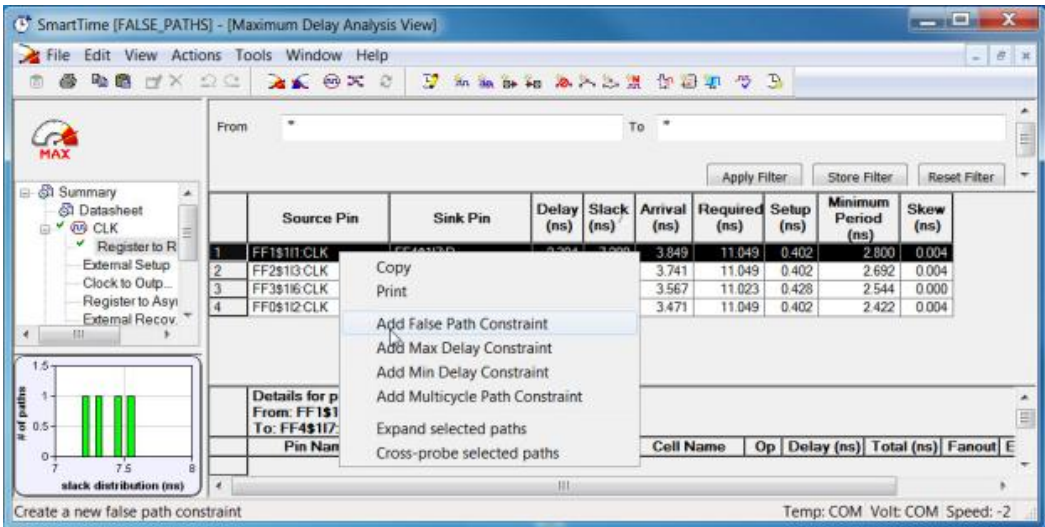 SmartTime [FALSE_PATHS] - [Maximum Delay Analysis View]
File Edit View Actions Tools Window Help
MAX
From * To *
Apply Filter Store Filter Reset Filter
Summary
Datasheet
CLK
Register to R
External Setup
Clock to Outp...
Register to Asyı
External Recov.
Source Pin Sink Pin Delay (ns) Slack (ns) Arrival (ns) Required (ns) Setup (ns) Minimum Period (ns) Skew (ns)
1 FF1$1I1:CLK 3.849 11.049 0.402 2.800 0.004
2 FF2$1I3:CLK 3.741 11.049 0.402 2.692 0.004
3 FF3$1I6:CLK 3.567 11.023 0.428 2.544 0.000
4 FF0$1I2:CLK 3.471 11.049 0.402 2.422 0.004
Copy
Print
Add False Path Constraint
Add Max Delay Constraint
Add Min Delay Constraint
Add Multicycle Path Constraint
Expand selected paths
Cross-probe selected paths
Details for p
From: FF1$1
To: FF4$1I7:
Pin Nan Cell Name Op Delay (ns) Total (ns) Fanout E
# of paths
1.5
1
0.5
0
7 7.5 8
slack distribution (ns)
Create a new false path constraint
Temp: COM Volt: COM Speed: -2